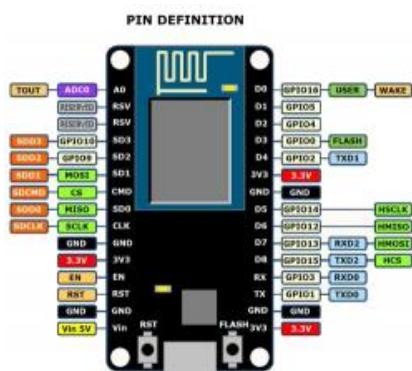 PIN DEFINITION
TOUT ADC0 A0 D0 GPIO16 USER WAKE
RESERVED RSV D1 GPIO5
RESERVED RSV D2 GPIO4
SDD3 GPIO10 SD3 D3 GPIO0 FLASH
SDD2 GPIO9 SD2 D4 GPIO2 TXD1
SDD1 MOSI SD1 3V3 3.3V
SDCMD CS CMD GND GND
SDD0 MISO SD0 D5 GPIO14 HSCLK
SDCLK SCLK CLK D6 GPIO12 HMISO
GND GND D7 GPIO13 RXD2 HMOSI
3.3V 3V3 D8 GPIO15 TXD2 HCS
EN EN RX GPIO3 RXD0
RST RST TX GPIO1 TXD0
GND GND GND GND
Vin 5V Vin RST FLASH 3V3 3.3V